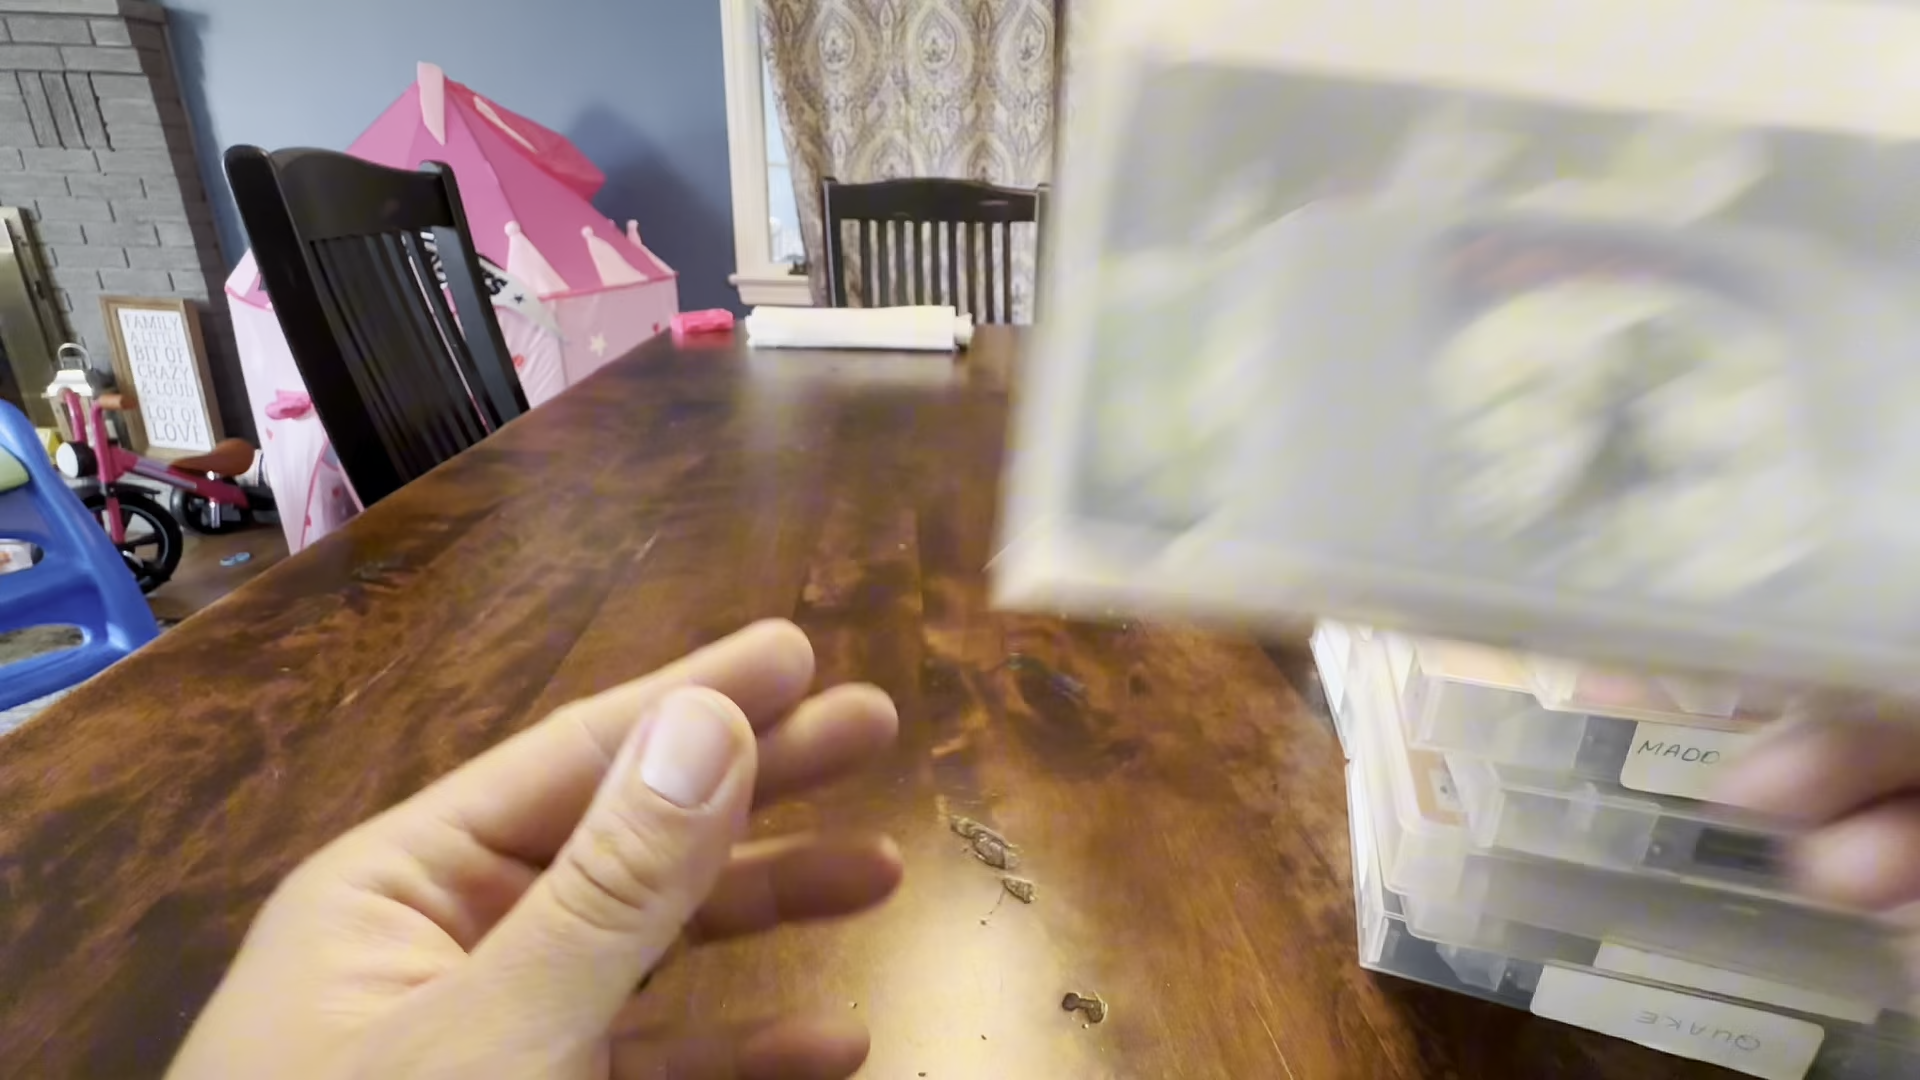 FAMILY
A LITTLE
BIT OF
CRAZY
& LOUD
LOT OF
LOVE
MADD
QUAKE